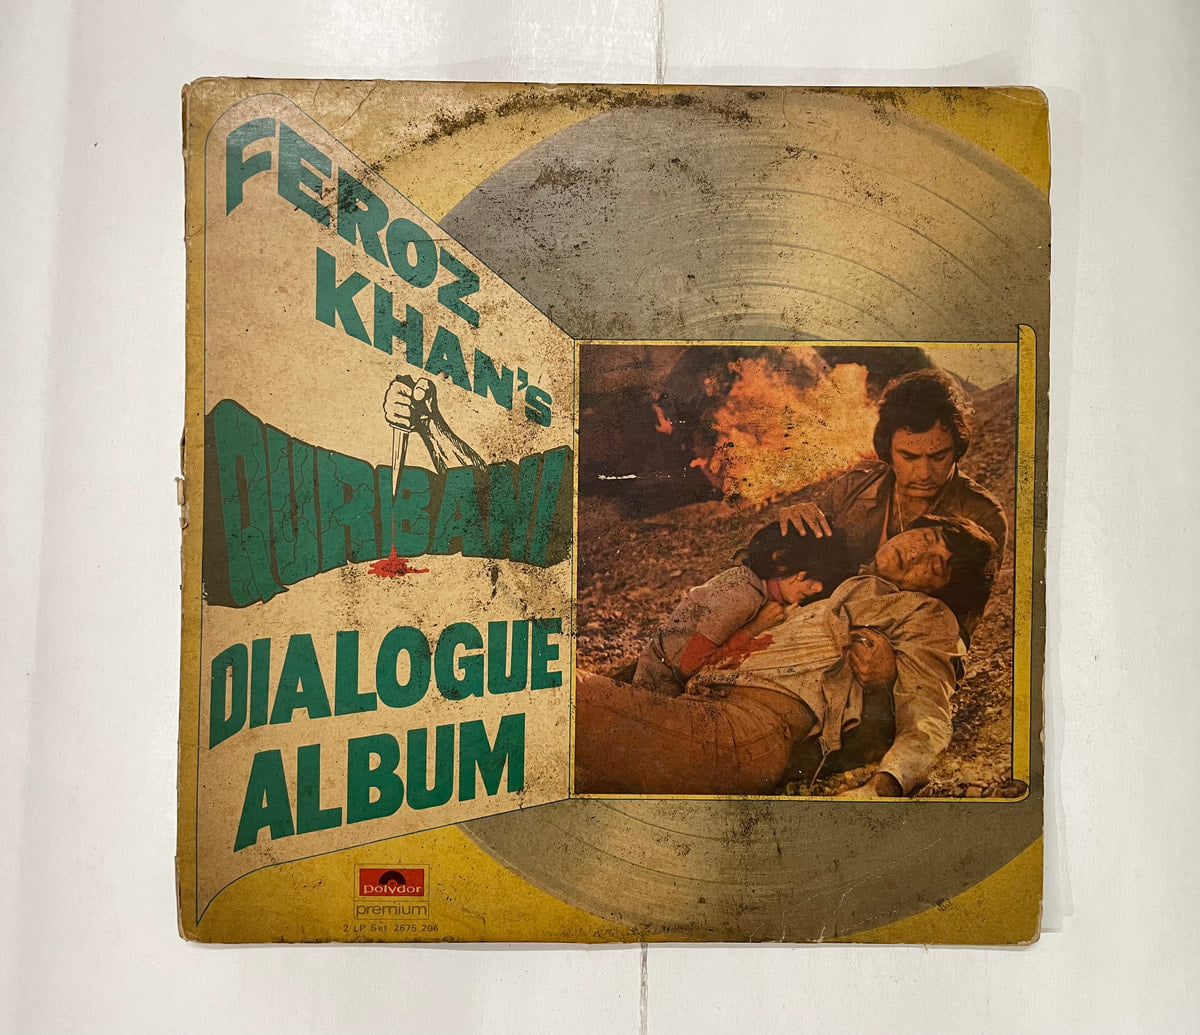 FEROZ
KHAN's
QURBANI
DIALOGUE
ALBUM
polydor
premium
2 LP Set 2675 206